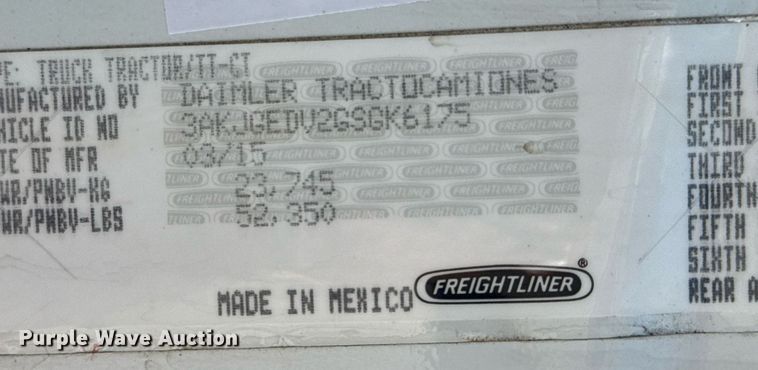 PE: TRUCK TRACTOR/TT-CT
NUFACTURED BY DAIMLER TRACTOCAMIONES
HICLE ID NO 3AKJGEDV2GSGK6175
TE OF MFR 03/15
WR/PNBV-KG 23,745
WR/PNBV-LBS 52,350
MADE IN MEXICO
FREIGHTLINER®
FRONT
FIRST
SECOND
THIRD
FOURTH
FIFTH
SIXTH
REAR A
Purple Wave Auction